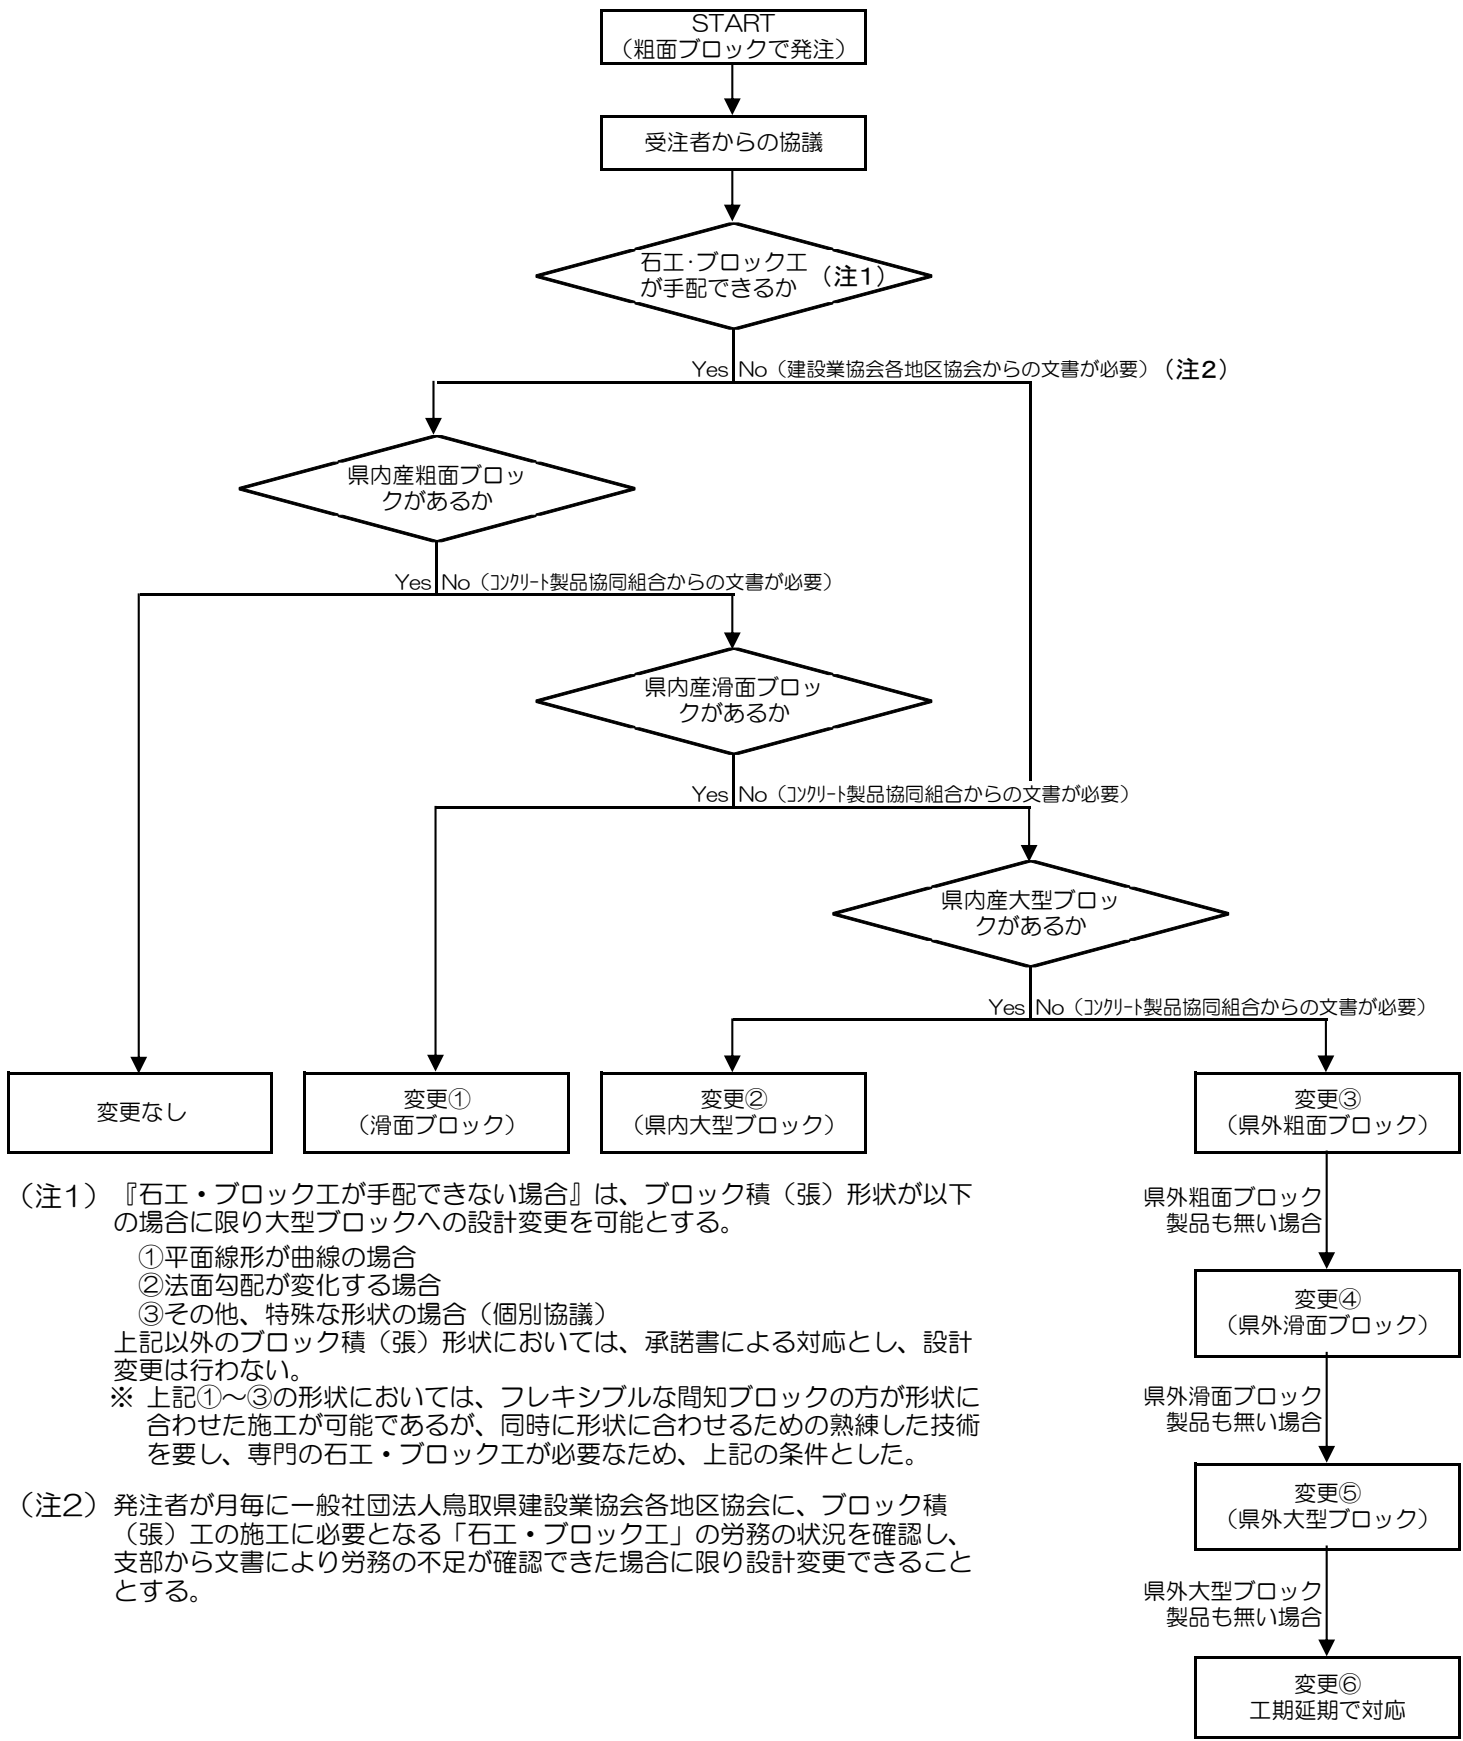 START
（粗面ブロックで発注）
受注者からの協議
石工･ブロック工
が手配できるか
（注1）
Yes
No（建設業協会各地区協会からの文書が必要）（注2）
県内産粗面ブロッ
クがあるか
Yes
No（ｺﾝｸﾘｰﾄ製品協同組合からの文書が必要）
県内産滑面ブロッ
クがあるか
Yes
No（ｺﾝｸﾘｰﾄ製品協同組合からの文書が必要）
県内産大型ブロッ
クがあるか
Yes
No（ｺﾝｸﾘｰﾄ製品協同組合からの文書が必要）
変更なし
変更①
（滑面ブロック）
変更②
（県内大型ブロック）
変更③
（県外粗面ブロック）
（注1）『石工・ブロック工が手配できない場合』は、ブロック積（張）形状が以下
の場合に限り大型ブロックへの設計変更を可能とする。
①平面線形が曲線の場合
②法面勾配が変化する場合
③その他、特殊な形状の場合（個別協議）
上記以外のブロック積（張）形状においては、承諾書による対応とし、設計
変更は行わない。
※ 上記①～③の形状においては、フレキシブルな間知ブロックの方が形状に
合わせた施工が可能であるが、同時に形状に合わせるための熟練した技術
を要し、専門の石工・ブロック工が必要なため、上記の条件とした。
（注2）発注者が月毎に一般社団法人鳥取県建設業協会各地区協会に、ブロック積
（張）工の施工に必要となる「石工・ブロック工」の労務の状況を確認し、
支部から文書により労務の不足が確認できた場合に限り設計変更できること
とする。
県外粗面ブロック
製品も無い場合
変更④
（県外滑面ブロック）
県外滑面ブロック
製品も無い場合
変更⑤
（県外大型ブロック）
県外大型ブロック
製品も無い場合
変更⑥
工期延期で対応